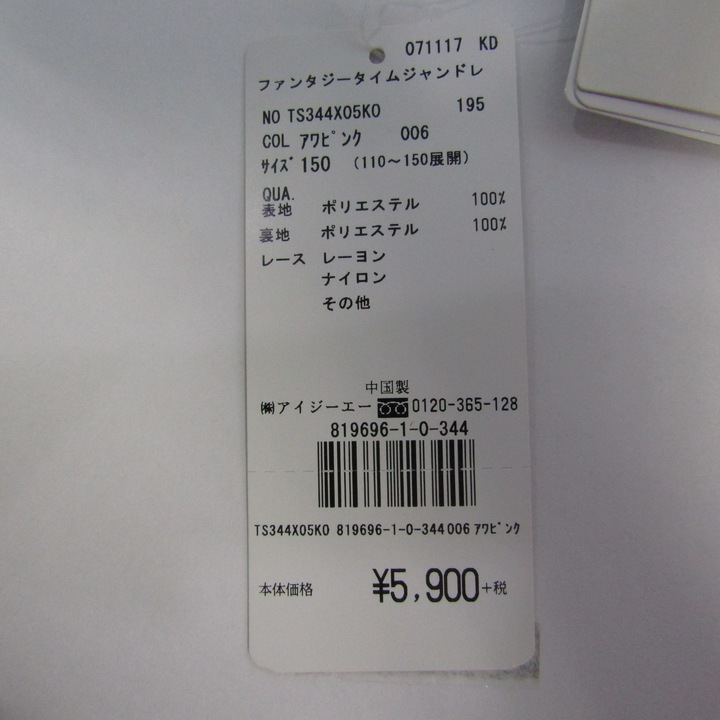 071117 KD
ファンタジータイムジャンドレ
NO TS344X05KO 195
COL アワピンク 006
サイズ 150 (110～150展開)
QUA.
表地 ポリエステル 100%
裏地 ポリエステル 100%
レース レーヨン
ナイロン
その他
中国製
㈱アイジーエー 0120-365-128
819696-1-0-344
TS344X05KO 819696-1-0-344 006 アワピンク
本体価格 ¥5,900+税